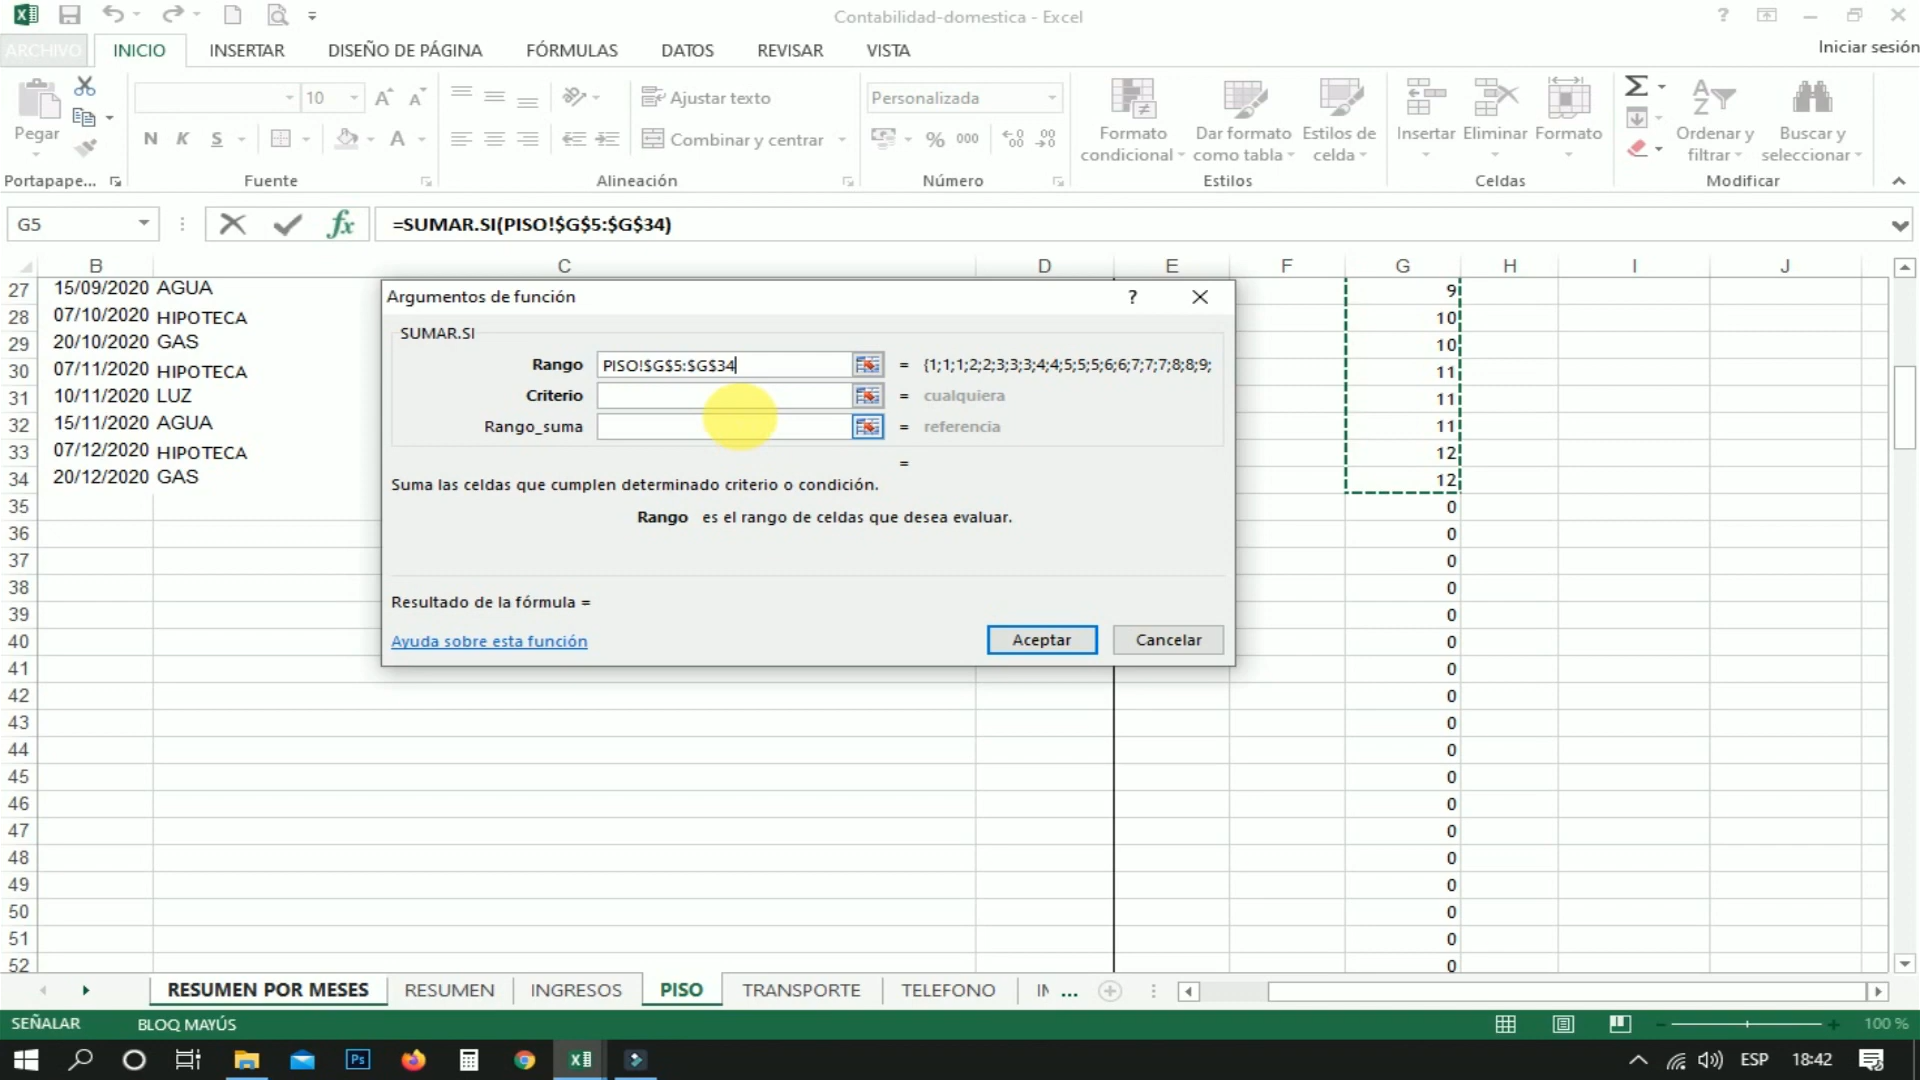 Contabilidad-domestica - Excel
?
ARCHIVO INICIO INSERTAR DISEÑO DE PÁGINA FÓRMULAS DATOS REVISAR VISTA Iniciar sesión
Pegar
Portapape...
10
N K S
Fuente
Ajustar texto
Combinar y centrar
Alineación
Personalizada
% 000
Número
Formato condicional
Dar formato como tabla
Estilos de celda
Estilos
Insertar Eliminar Formato
Celdas
Ordenar y filtrar
Buscar y seleccionar
Modificar
G5 fx =SUMAR.SI(PISO!$G$5:$G$34)
B C D E F G H I J
27 15/09/2020 AGUA 9
28 07/10/2020 HIPOTECA 10
29 20/10/2020 GAS 10
30 07/11/2020 HIPOTECA 11
31 10/11/2020 LUZ 11
32 15/11/2020 AGUA 11
33 07/12/2020 HIPOTECA 12
34 20/12/2020 GAS 12
35 0
36 0
37 0
38 0
39 0
40 0
41 0
42 0
43 0
44 0
45 0
46 0
47 0
48 0
49 0
50 0
51 0
52 0
Argumentos de función ?
SUMAR.SI
Rango PISO!$G$5:$G$34 = {1;1;1;2;2;3;3;3;4;4;5;5;5;6;6;7;7;7;8;8;9;
Criterio = cualquiera
Rango_suma = referencia
=
Suma las celdas que cumplen determinado criterio o condición.
Rango es el rango de celdas que desea evaluar.
Resultado de la fórmula =
Ayuda sobre esta función
Aceptar Cancelar
RESUMEN POR MESES RESUMEN INGRESOS PISO TRANSPORTE TELEFONO ...
SEÑALAR BLOQ MAYÚS 100 %
Ps ESP 18:42